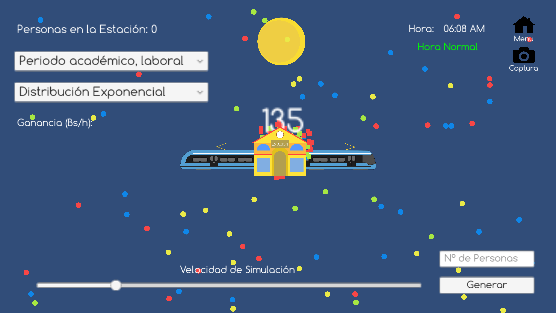 Personas en la Estación: 0
Hora: 06:08 AM
Menu
Hora Normal
Captura
Periodo académico, laboral
Distribución Exponencial
Ganancia (Bs/h):
135
Velocidad de Simulación
N° de Personas
Generar